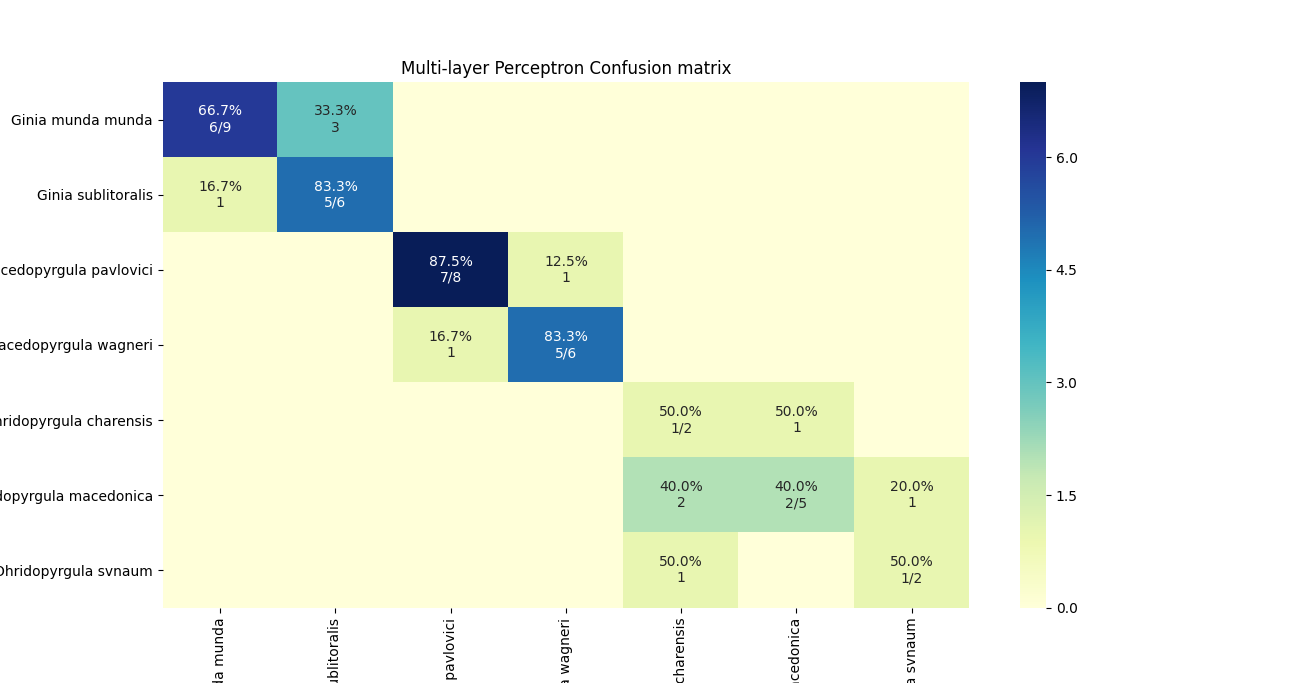 Multi-layer Perceptron Confusion matrix
Ginia munda munda
66.7%
6/9
33.3%
3
Ginia sublitoralis
16.7%
1
83.3%
5/6
cedopyrgula pavlovici
87.5%
7/8
12.5%
1
acedopyrgula wagneri
16.7%
1
83.3%
5/6
hridopyrgula charensis
50.0%
1/2
50.0%
1
dopyrgula macedonica
40.0%
2
40.0%
2/5
20.0%
1
Ohridopyrgula svnaum
50.0%
1
50.0%
1/2
6.0
4.5
3.0
1.5
0.0
da munda
ublitoralis
pavlovici
a wagneri
charensis
cedonica
a svnaum